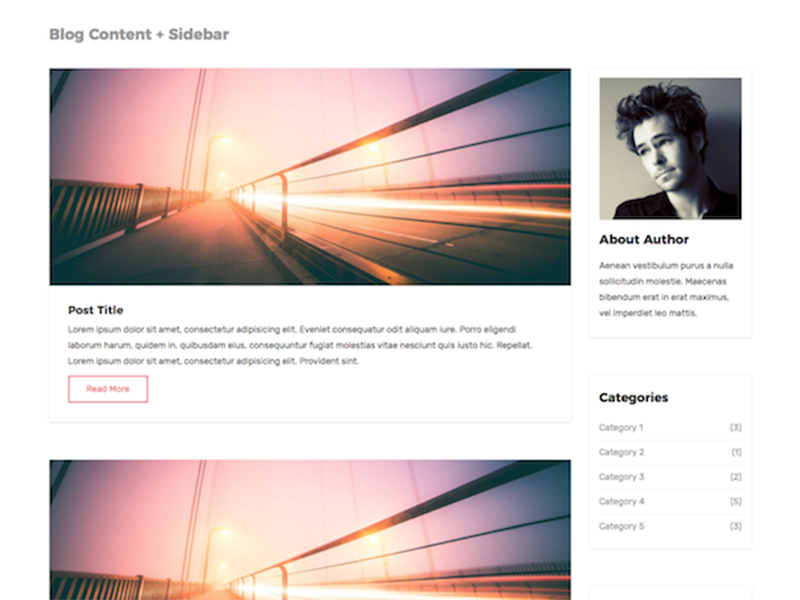 Blog Content + Sidebar
Post Title
Lorem ipsum dolor sit amet, consectetur adipisicing elit. Eveniet consequatur odit aliquam iure. Porro eligendi
laborum harum, quidem in, quibusdam eius, consequuntur fugiat molestias vitae nesciunt quis iusto hic. Repellat.
Lorem ipsum dolor sit amet, consectetur adipisicing elit. Provident sint.
Read More
About Author
Aenean vestibulum purus a nulla
sollicitudin molestie. Maecenas
bibendum erat in erat maximus,
vel imperdiet leo mattis.
Categories
Category 1 (3)
Category 2 (1)
Category 3 (2)
Category 4 (5)
Category 5 (3)